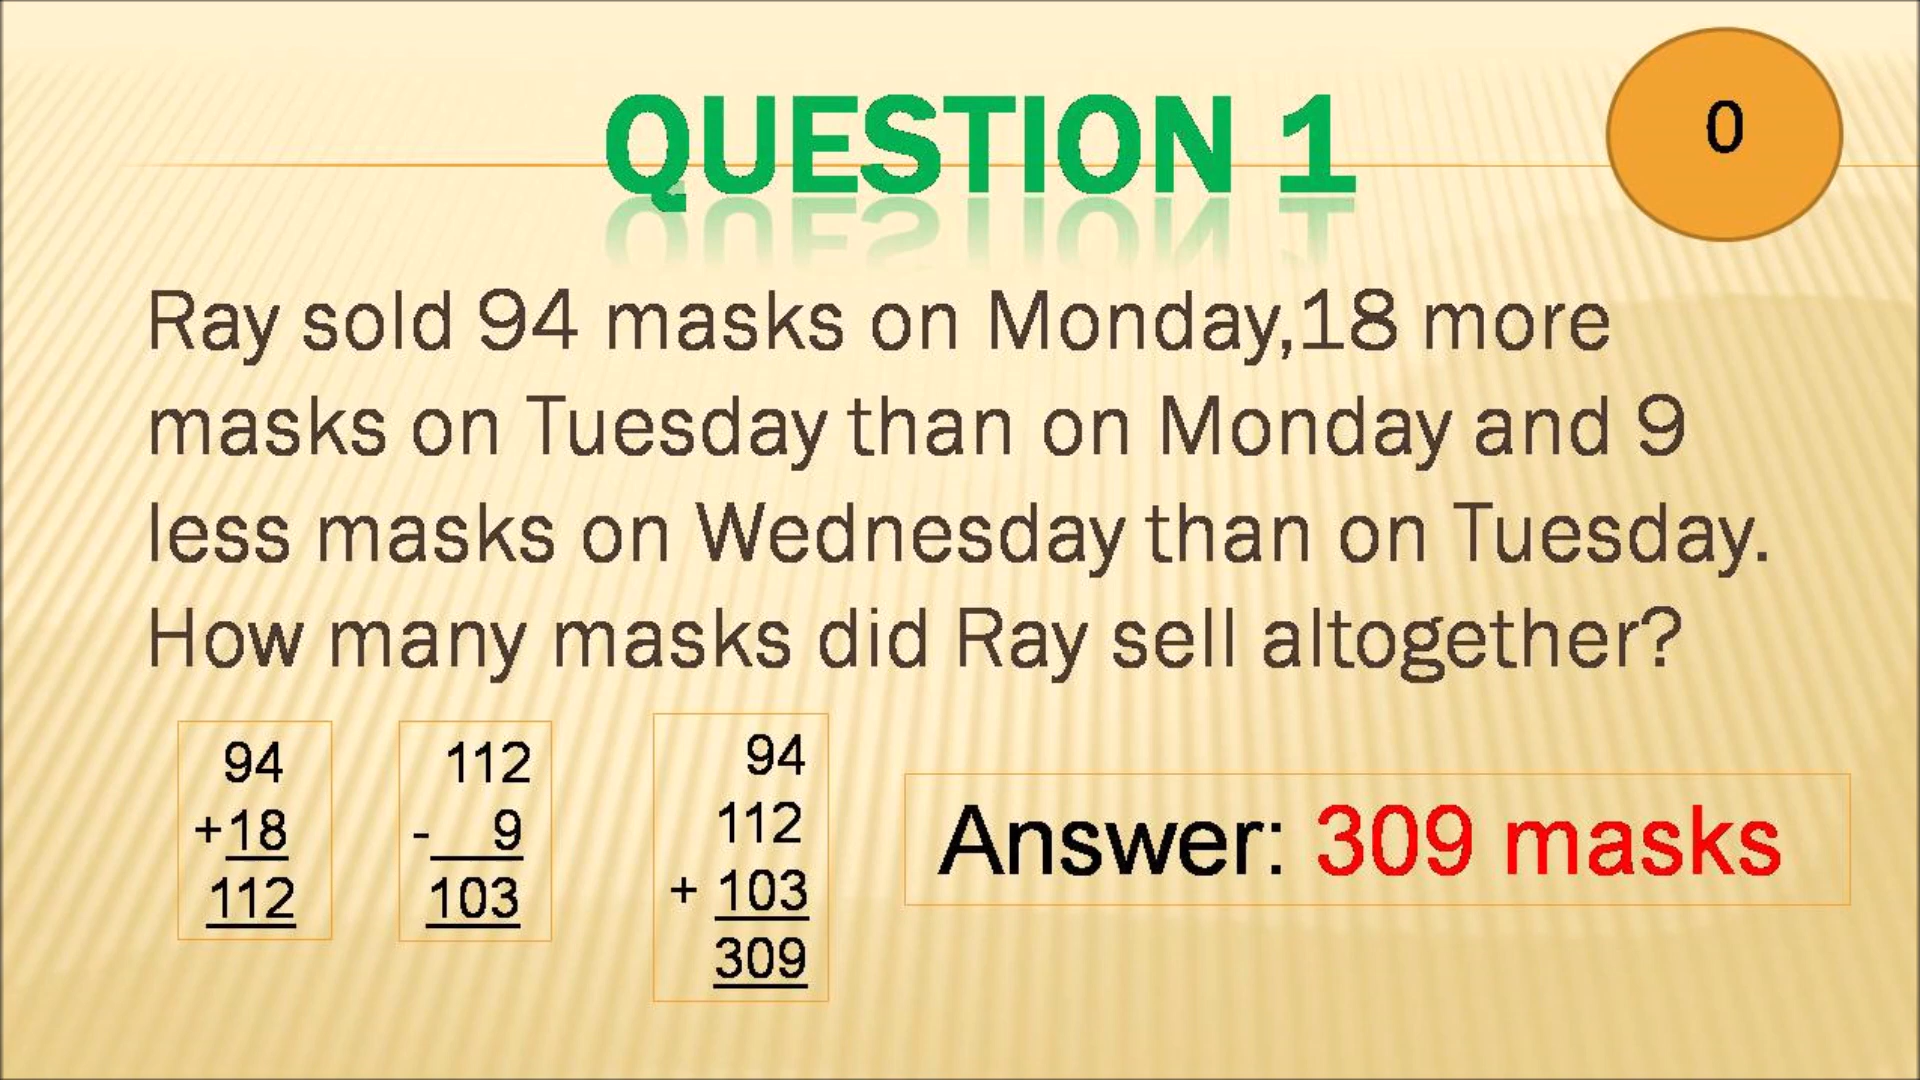 QUESTION 1
0
Ray sold 94 masks on Monday,18 more
masks on Tuesday than on Monday and 9
less masks on Wednesday than on Tuesday.
How many masks did Ray sell altogether?
94
+18
112
112
- 9
103
94
112
+ 103
309
Answer: 309 masks